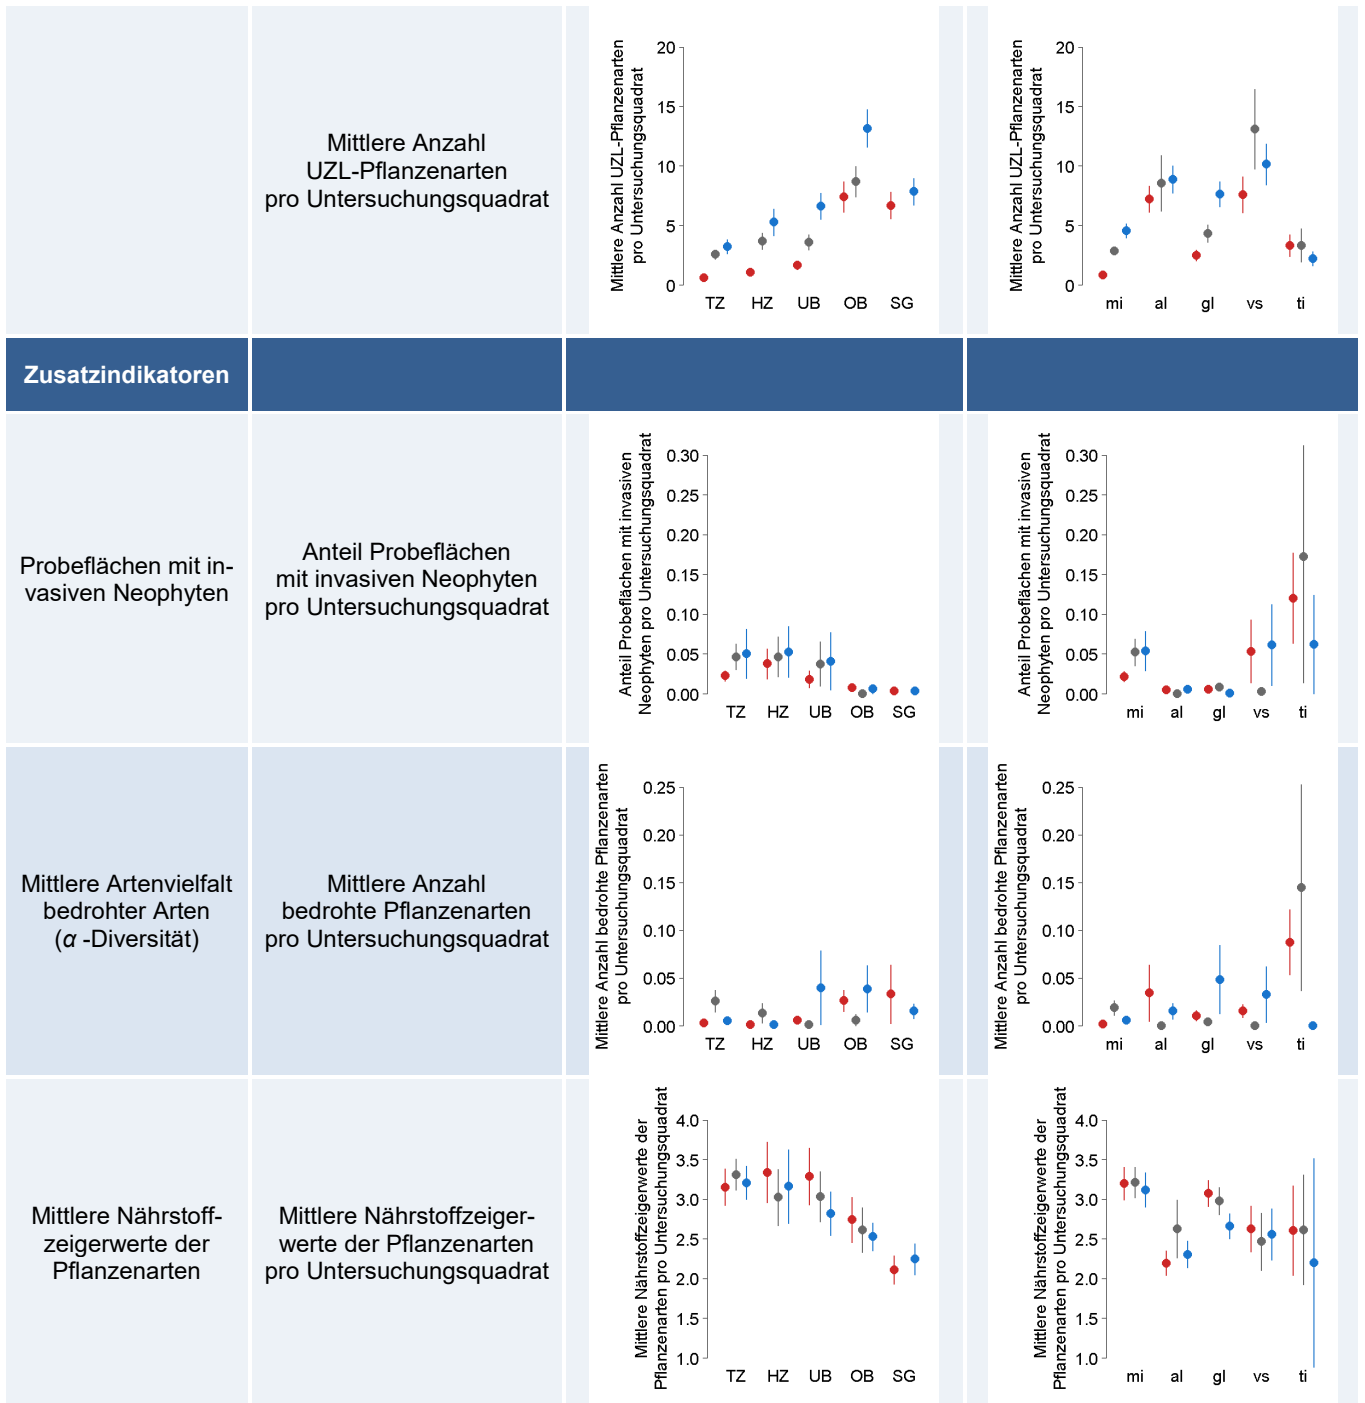 Mittlere Anzahl
UZL-Pflanzenarten
pro Untersuchungsquadrat
Mittlere Anzahl UZL-Pflanzenarten
pro Untersuchungsquadrat
20
15
10
5
0
TZ HZ UB OB SG
Mittlere Anzahl UZL-Pflanzenarten
pro Untersuchungsquadrat
20
15
10
5
0
mi al gl vs ti
Zusatzindikatoren
Probeflächen mit in-
vasiven Neophyten
Anteil Probeflächen
mit invasiven Neophyten
pro Untersuchungsquadrat
Anteil Probeflächen mit invasiven
Neophyten pro Untersuchungsquadrat
0.30
0.25
0.20
0.15
0.10
0.05
0.00
TZ HZ UB OB SG
Anteil Probeflächen mit invasiven
Neophyten pro Untersuchungsquadrat
0.30
0.25
0.20
0.15
0.10
0.05
0.00
mi al gl vs ti
Mittlere Artenvielfalt
bedrohter Arten
(α -Diversität)
Mittlere Anzahl
bedrohte Pflanzenarten
pro Untersuchungsquadrat
Mittlere Anzahl bedrohte Pflanzenarten
pro Untersuchungsquadrat
0.25
0.20
0.15
0.10
0.05
0.00
TZ HZ UB OB SG
Mittlere Anzahl bedrohte Pflanzenarten
pro Untersuchungsquadrat
0.25
0.20
0.15
0.10
0.05
0.00
mi al gl vs ti
Mittlere Nährstoff-
zeigerwerte der
Pflanzenarten
Mittlere Nährstoffzeiger-
werte der Pflanzenarten
pro Untersuchungsquadrat
Mittlere Nährstoffzeigerwerte der
Pflanzenarten pro Untersuchungsquadrat
4.0
3.5
3.0
2.5
2.0
1.0
TZ HZ UB OB SG
Mittlere Nährstoffzeigerwerte der
Pflanzenarten pro Untersuchungsquadrat
4.0
3.5
3.0
2.5
2.0
1.0
mi al gl vs ti